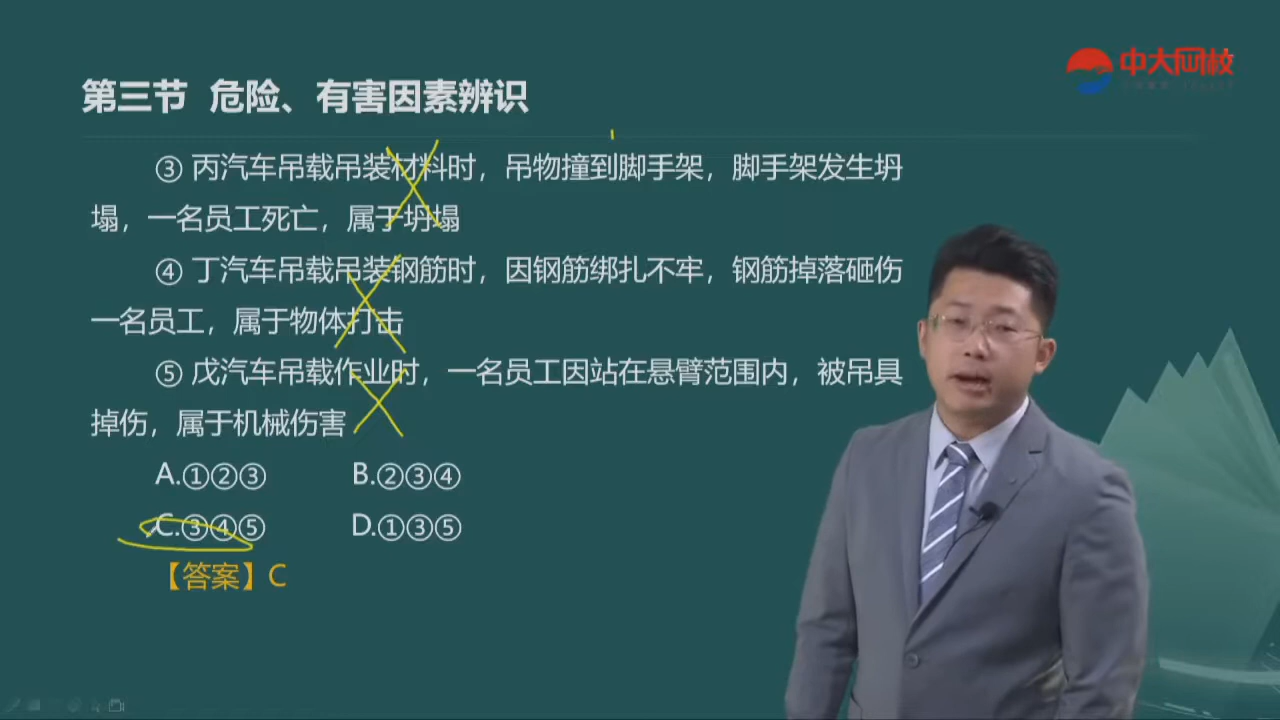 中大网校
第三节 危险、有害因素辨识
③ 丙汽车吊载吊装材料时，吊物撞到脚手架，脚手架发生坍
塌，一名员工死亡，属于坍塌
④ 丁汽车吊载吊装钢筋时，因钢筋绑扎不牢，钢筋掉落砸伤
一名员工，属于物体打击
⑤ 戊汽车吊载作业时，一名员工因站在悬臂范围内，被吊具
掉伤，属于机械伤害
A.①②③ B.②③④
C.③④⑤ D.①③⑤
【答案】C